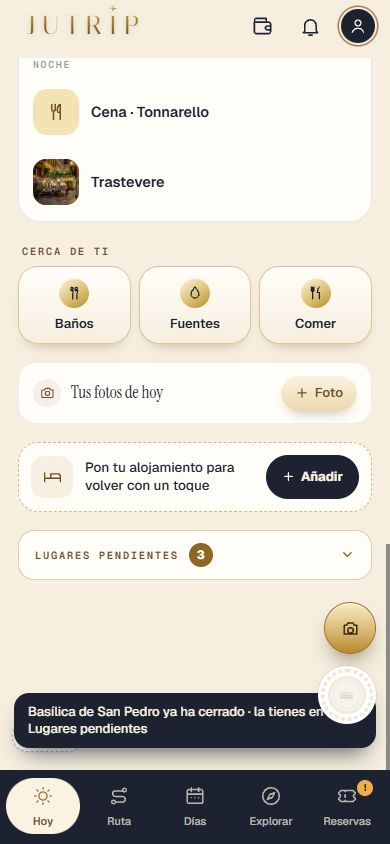 JUTRIP
NOCHE
Cena · Tonnarello
Trastevere
CERCA DE TI
Baños
Fuentes
Comer
Tus fotos de hoy
+ Foto
Pon tu alojamiento para
volver con un toque
+ Añadir
LUGARES PENDIENTES 3
Basílica de San Pedro ya ha cerrado · la tienes en
Lugares pendientes
Hoy
Ruta
Días
Explorar
!
Reservas